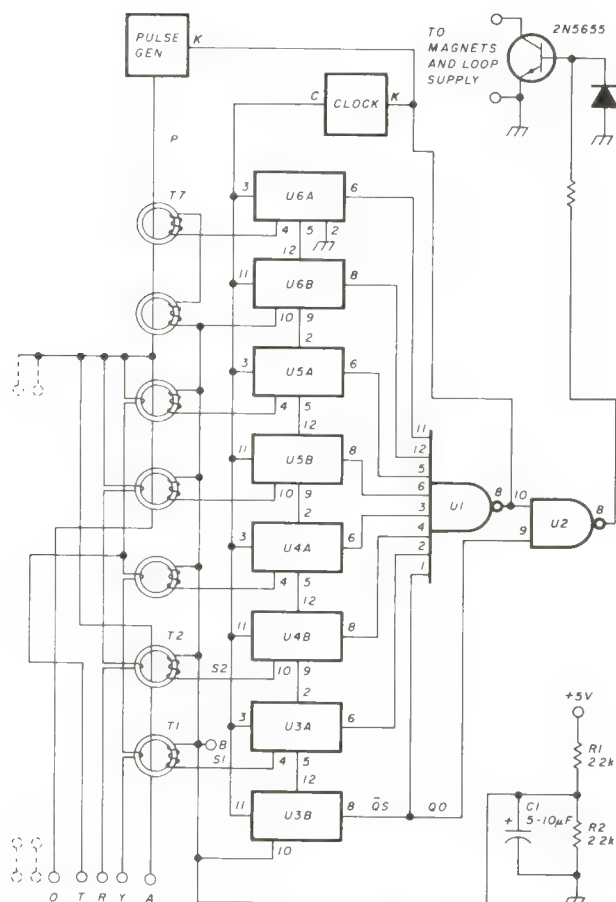 PULSE GEN
K
P
C
CLOCK
K
TO MAGNETS AND LOOP SUPPLY
2N5655
T7
3
U6A
6
4
5
2
12
11
U6B
8
10
9
2
3
U5A
6
4
5
12
11
U5B
8
10
9
2
3
U4A
6
4
5
12
11
U4B
8
T2
S2
10
9
2
3
U3A
6
T1
B
S1
4
5
12
11
U3B
8
Q̄S
QO
10
11
12
5
6
3
4
2
1
U1
8
10
9
U2
8
+5V
R1
2.2k
C1
5-10µF
+
R2
2.2k
O T R Y A